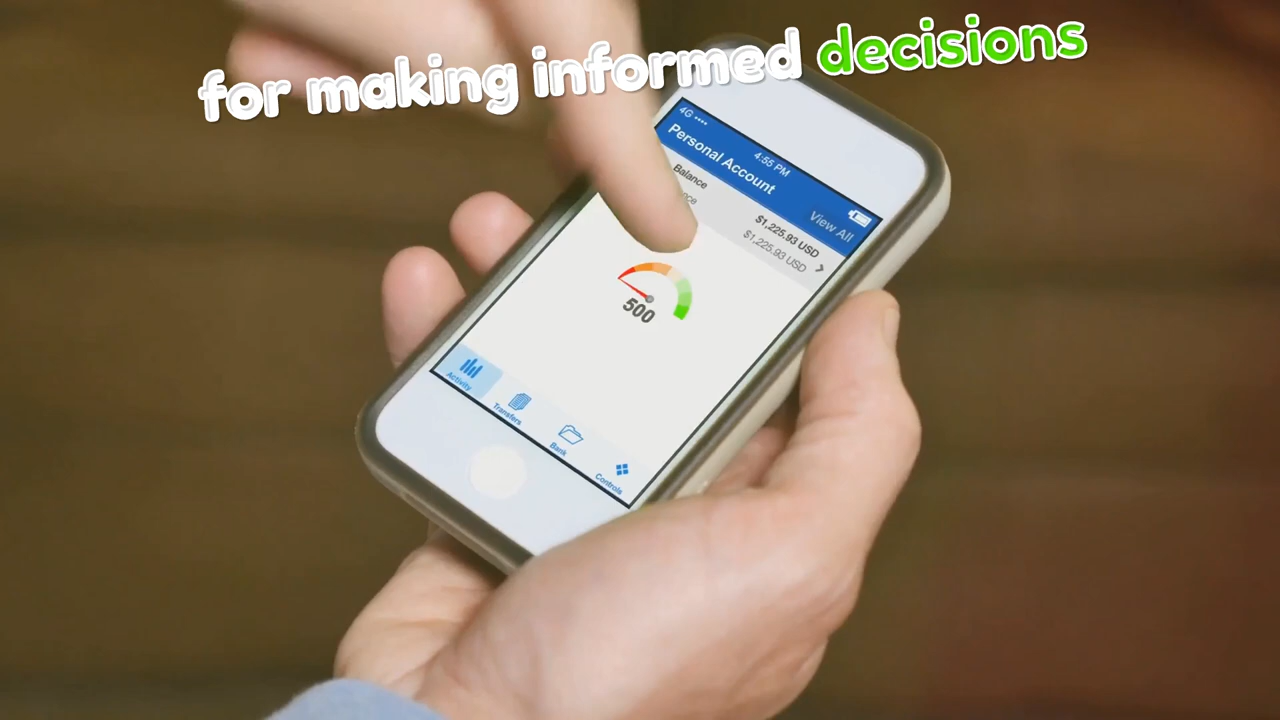 for making informed decisions
4G
4:55 PM
Personal Account
View All
Balance
$1,225.93 USD
$1,225.93 USD
500
Activity
Transfers
Bank
Controls